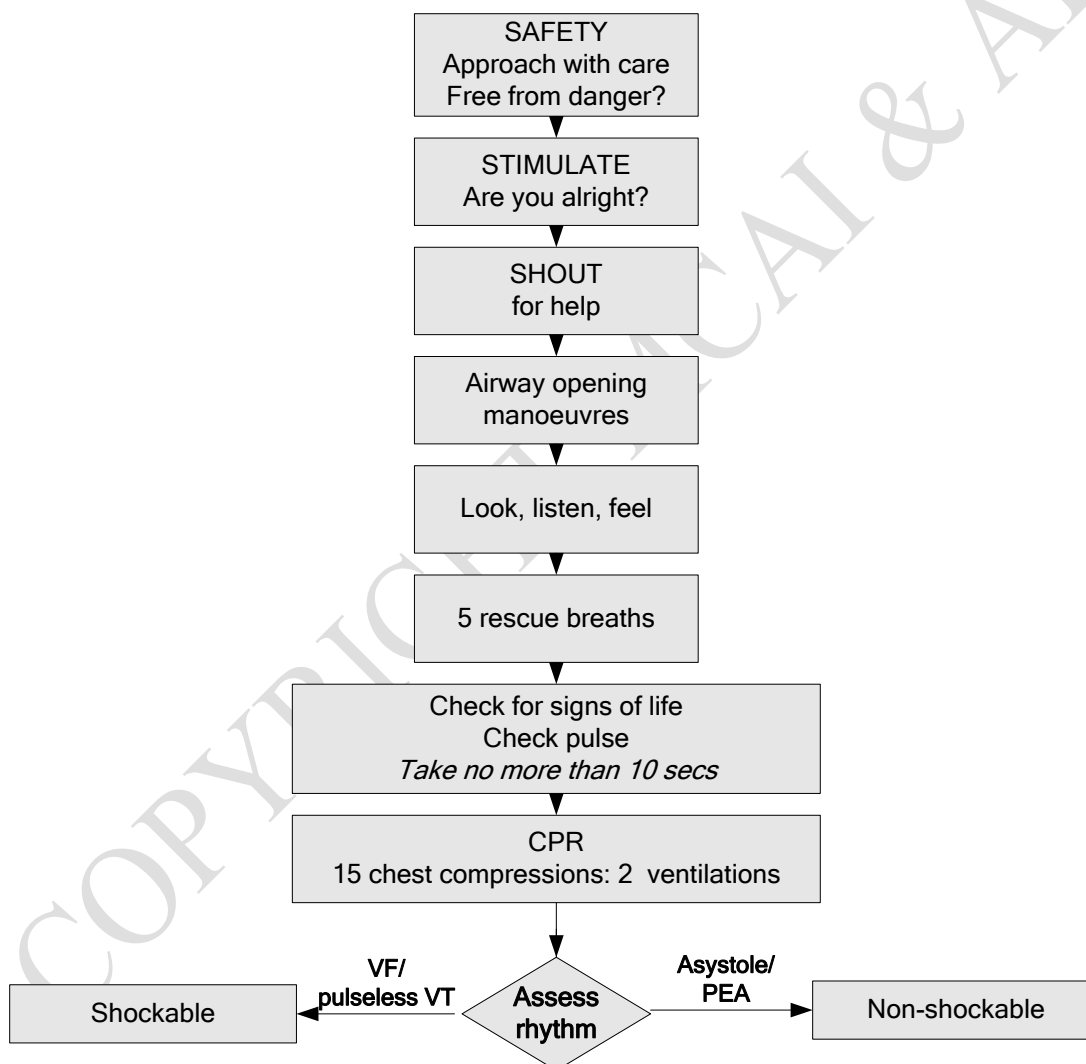 SAFETY
Approach with care
Free from danger?
STIMULATE
Are you alright?
SHOUT
for help
Airway opening
manoeuvres
Look, listen, feel
5 rescue breaths
Check for signs of life
Check pulse
Take no more than 10 secs
CPR
15 chest compressions: 2 ventilations
VF/
pulseless VT
Asystole/
PEA
Shockable
Assess
rhythm
Non-shockable